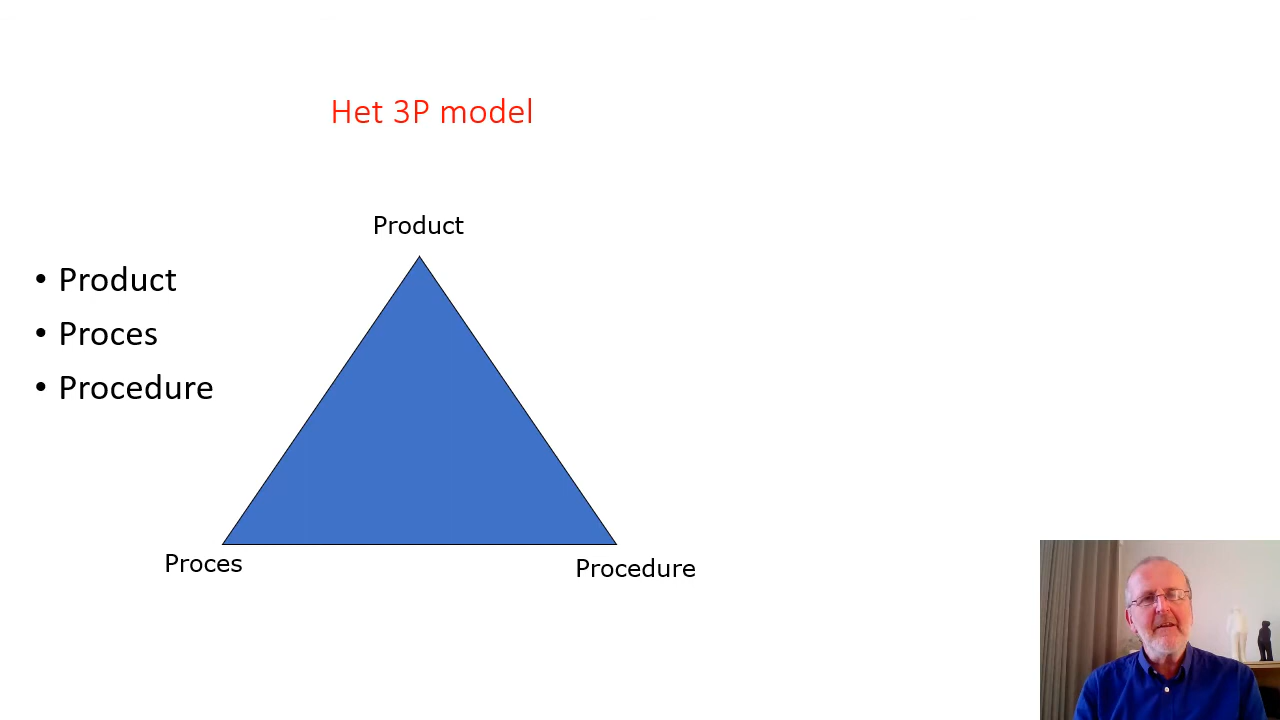 Het 3P model
Product
• Product
• Proces
• Procedure
Proces
Procedure